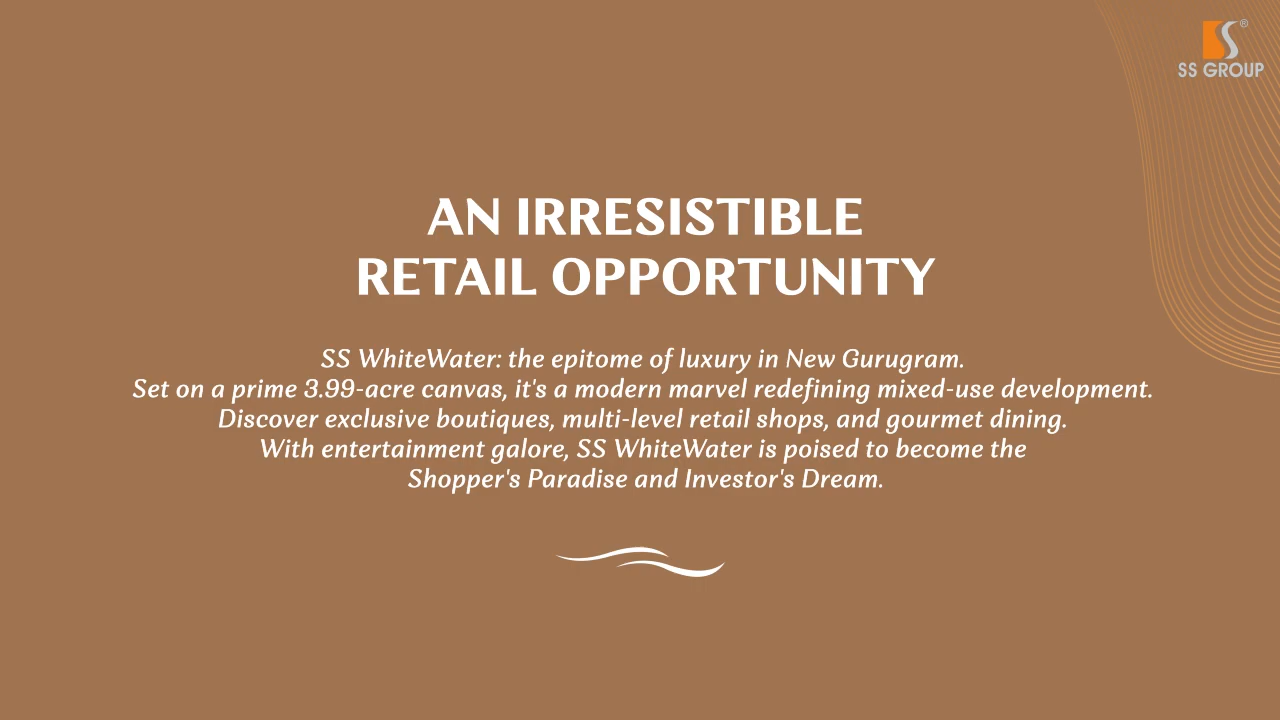 SS GROUP
AN IRRESISTIBLE
RETAIL OPPORTUNITY
SS WhiteWater: the epitome of luxury in New Gurugram.
Set on a prime 3.99-acre canvas, it's a modern marvel redefining mixed-use development.
Discover exclusive boutiques, multi-level retail shops, and gourmet dining.
With entertainment galore, SS WhiteWater is poised to become the
Shopper's Paradise and Investor's Dream.